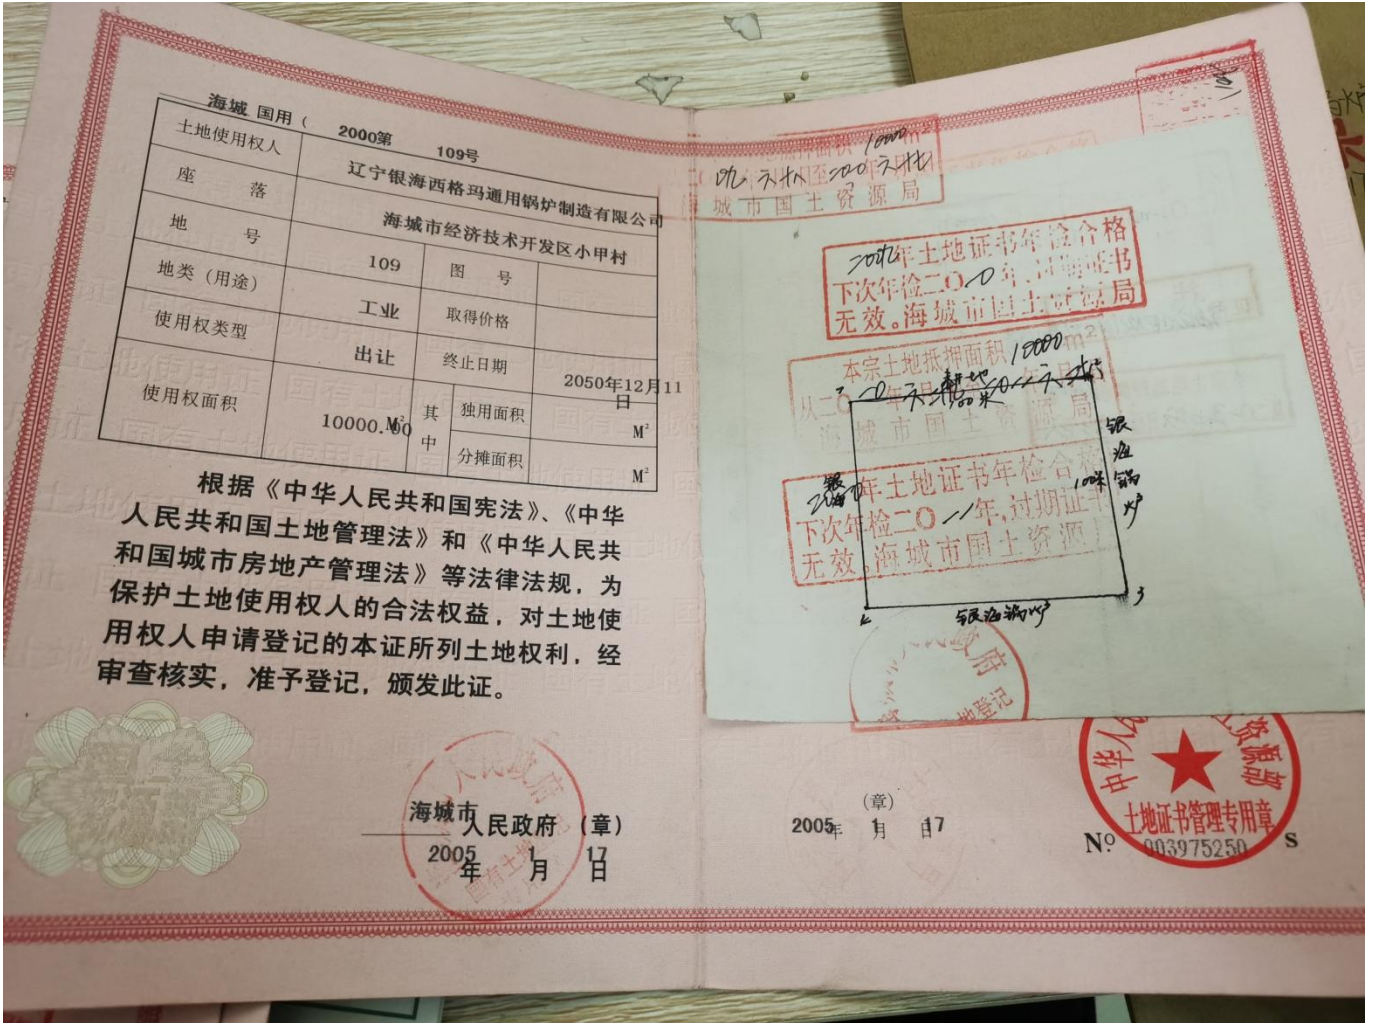 海城 国用（ 2000第 109号
土地使用权人 辽宁银海西格玛通用锅炉制造有限公司
座 落 海城市经济技术开发区小甲村
地 号 109 图 号
地类（用途） 工业 取得价格
使用权类型 出让 终止日期 2050年12月11日
使用权面积 10000.00 M² 其中 独用面积 M²
分摊面积 M²
根据《中华人民共和国宪法》、《中华
人民共和国土地管理法》和《中华人民共
和国城市房地产管理法》等法律法规，为
保护土地使用权人的合法权益，对土地使
用权人申请登记的本证所列土地权利，经
审查核实，准予登记，颁发此证。
海城市 人民政府 （章）
2005 年 1 月 17 日
面积 10000 m²
城市国土资源局
年土地证书年检合格
下次年检二〇一〇年，过期证书
无效。海城市国土资源局
本宗土地抵押面积 10000 m²
海城市国土资源局
100米
银海锅炉
100米
年土地证书年检合格
下次年检二〇一一年，过期证书
无效。海城市国土资源局
银海
银海锅炉
3
（章）
2005 年 1 月 17 日
土地证书管理专用章
Nº 003975250 S